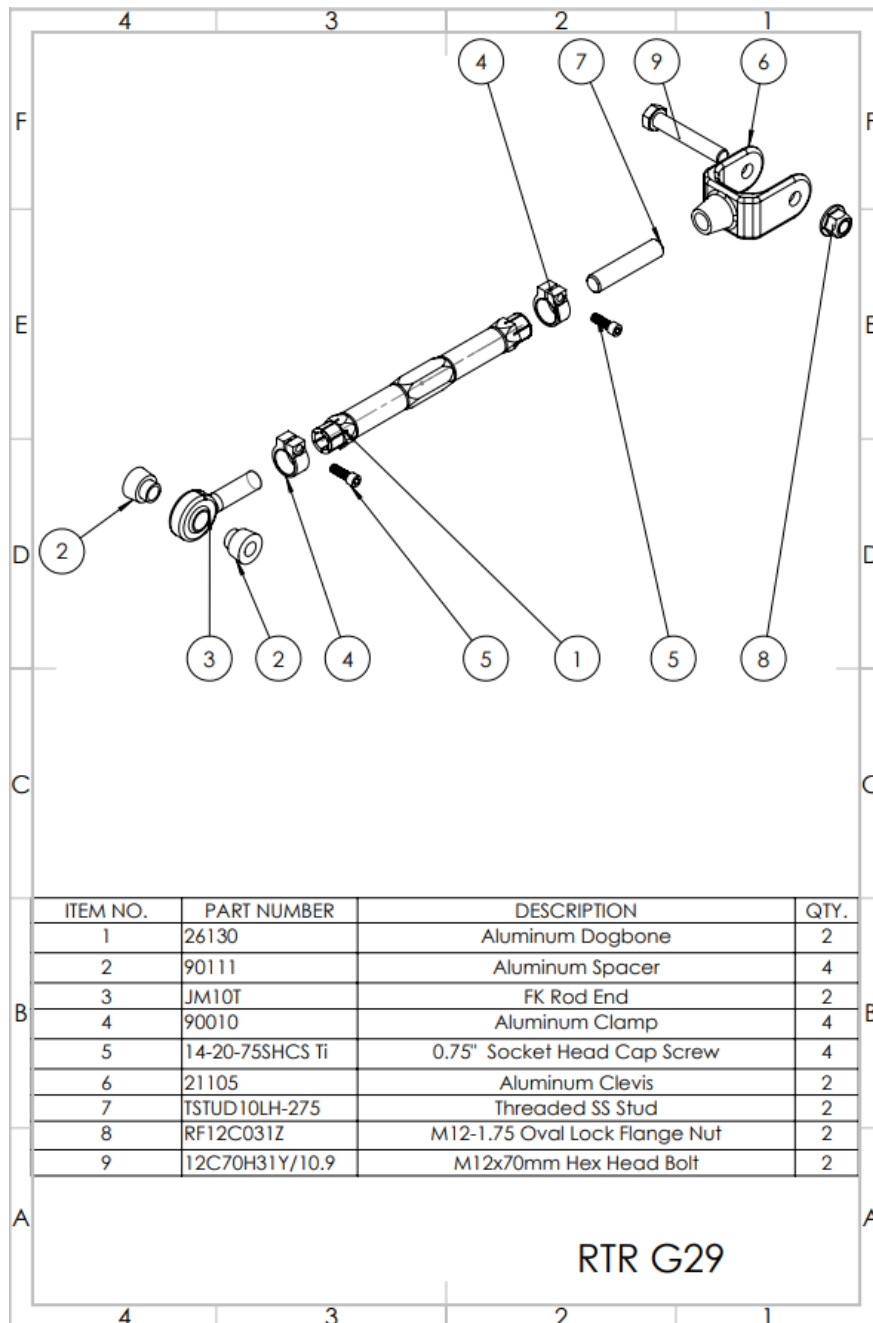 4 3 2 1
4 7 9 6
F F
E E
2
D D
3 2 4 5 1 5 8
C C
ITEM NO. PART NUMBER DESCRIPTION QTY.
1 26130 Aluminum Dogbone 2
2 90111 Aluminum Spacer 4
3 JM10T FK Rod End 2
B B
4 90010 Aluminum Clamp 4
5 14-20-75SHCS Ti 0.75" Socket Head Cap Screw 4
6 21105 Aluminum Clevis 2
7 TSTUD10LH-275 Threaded SS Stud 2
8 RF12C031Z M12-1.75 Oval Lock Flange Nut 2
9 12C70H31Y/10.9 M12x70mm Hex Head Bolt 2
A A
RTR G29
4 3 2 1